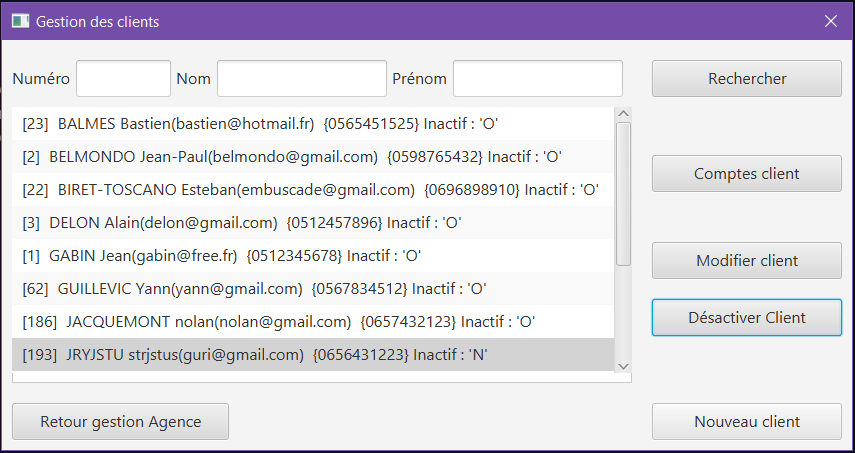 Gestion des clients
Numéro Nom Prénom Rechercher
[23] BALMES Bastien(bastien@hotmail.fr) {0565451525} Inactif : 'O'
[2] BELMONDO Jean-Paul(belmondo@gmail.com) {0598765432} Inactif : 'O'
[22] BIRET-TOSCANO Esteban(embuscade@gmail.com) {0696898910} Inactif : 'O'
[3] DELON Alain(delon@gmail.com) {0512457896} Inactif : 'O'
[1] GABIN Jean(gabin@free.fr) {0512345678} Inactif : 'O'
[62] GUILLEVIC Yann(yann@gmail.com) {0567834512} Inactif : 'O'
[186] JACQUEMONT nolan(nolan@gmail.com) {0657432123} Inactif : 'O'
[193] JRYJSTU strjstus(guri@gmail.com) {0656431223} Inactif : 'N'
Comptes client
Modifier client
Désactiver Client
Retour gestion Agence
Nouveau client